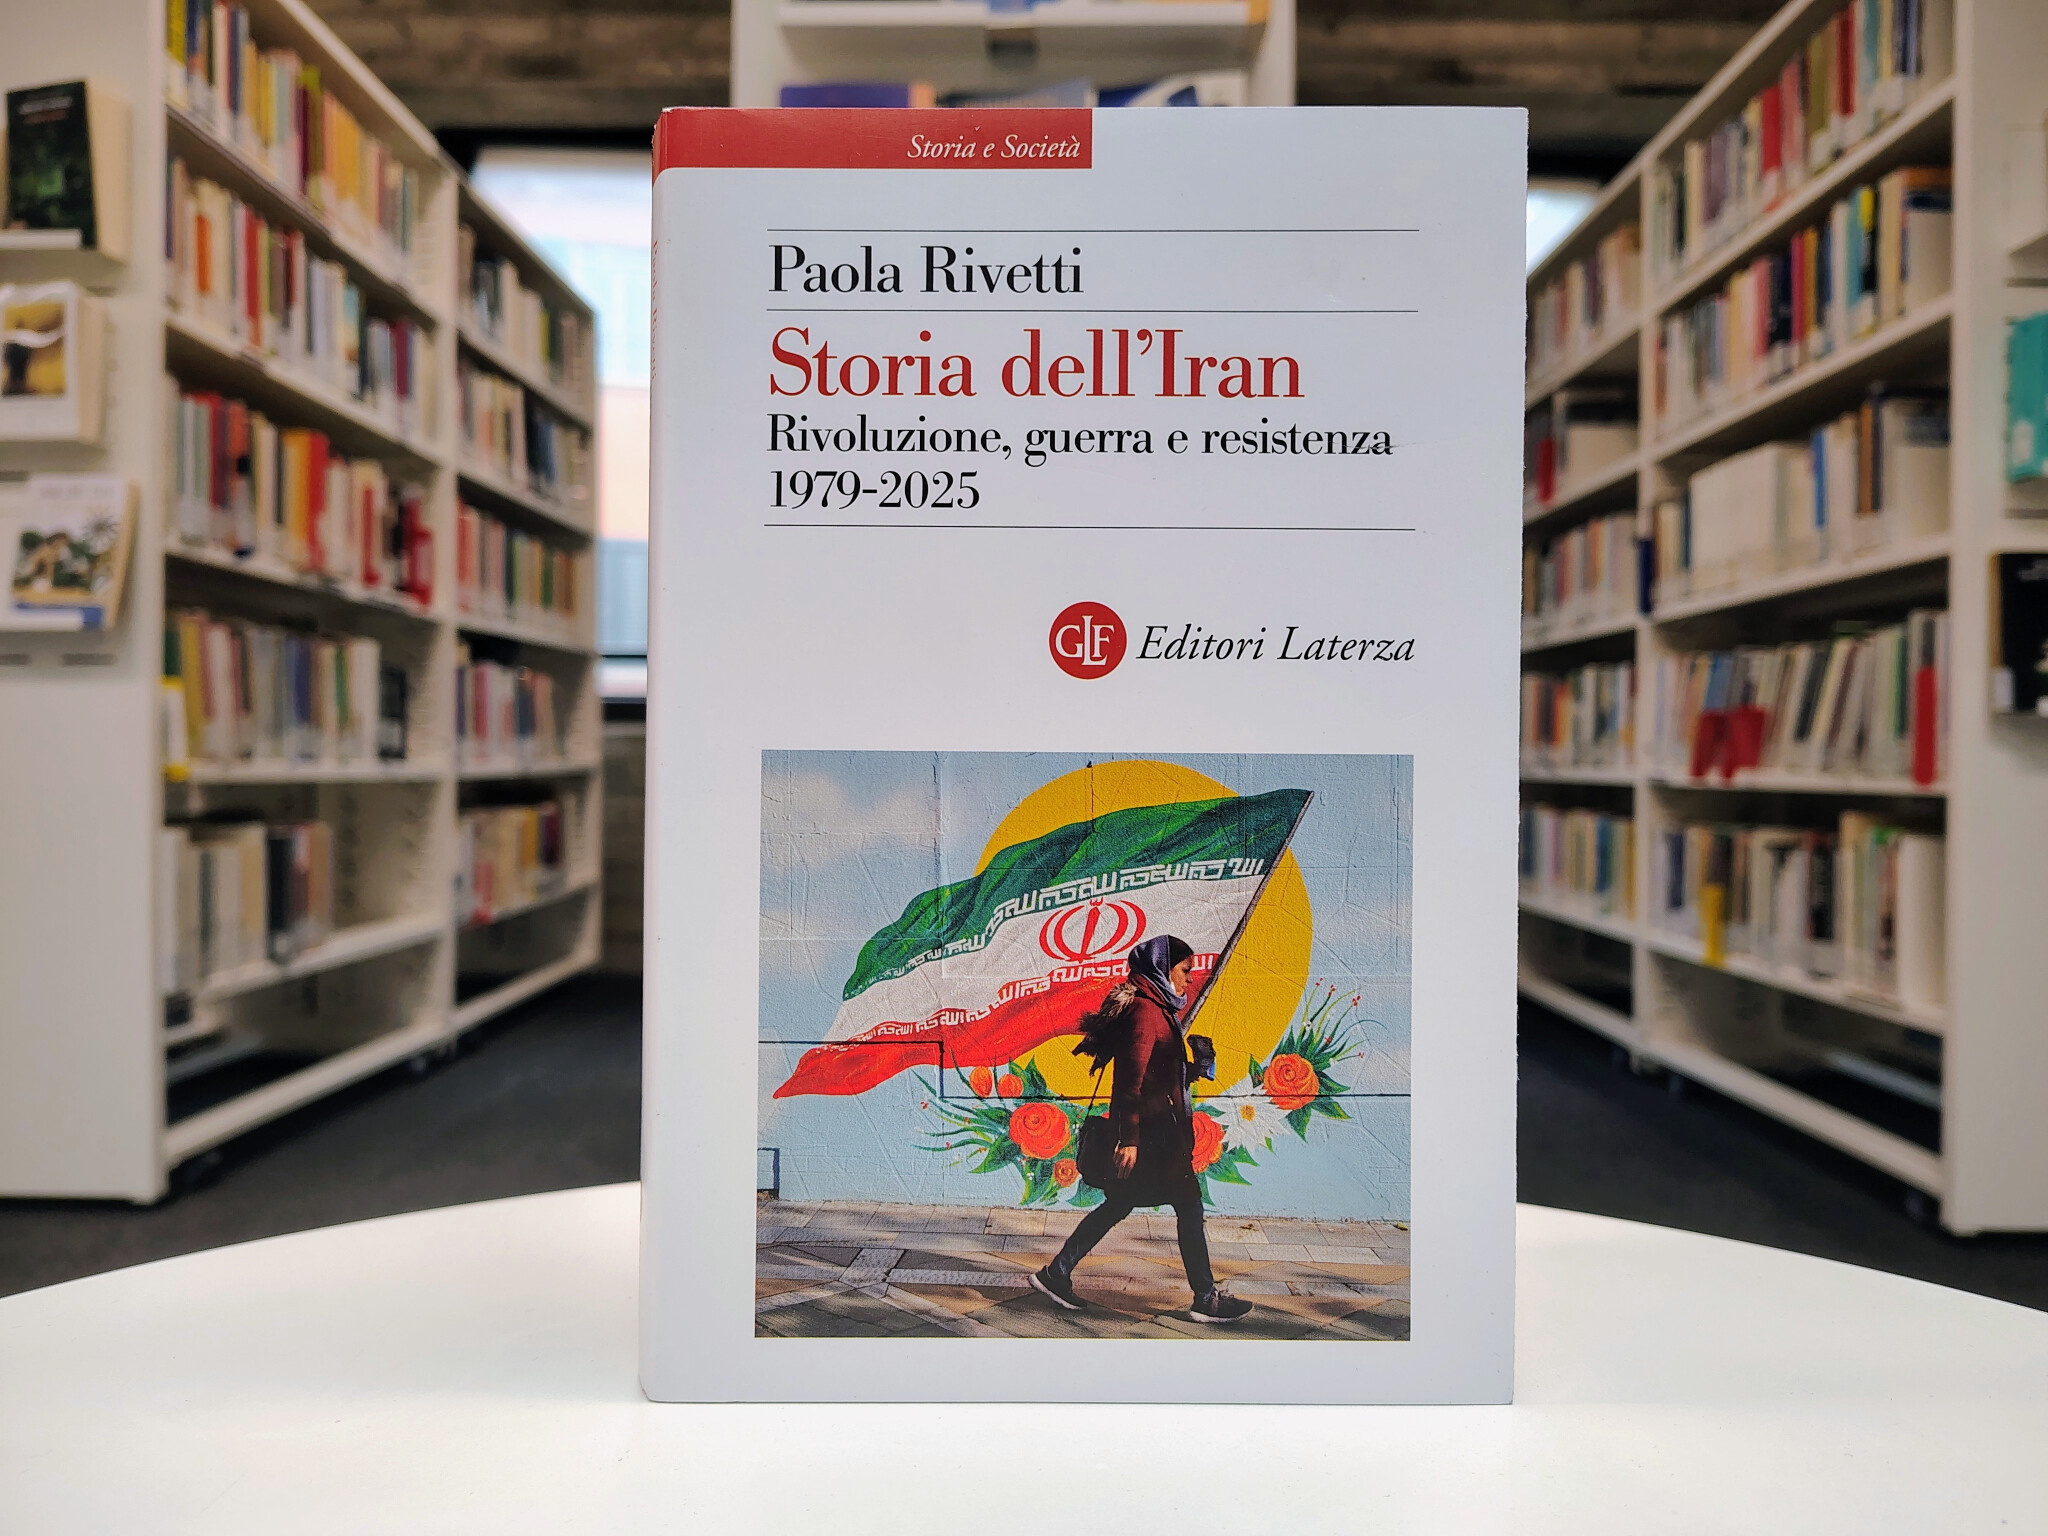 Storia e Società
Paola Rivetti
Storia dell'Iran
Rivoluzione, guerra e resistenza
1979-2025
GLF Editori Laterza